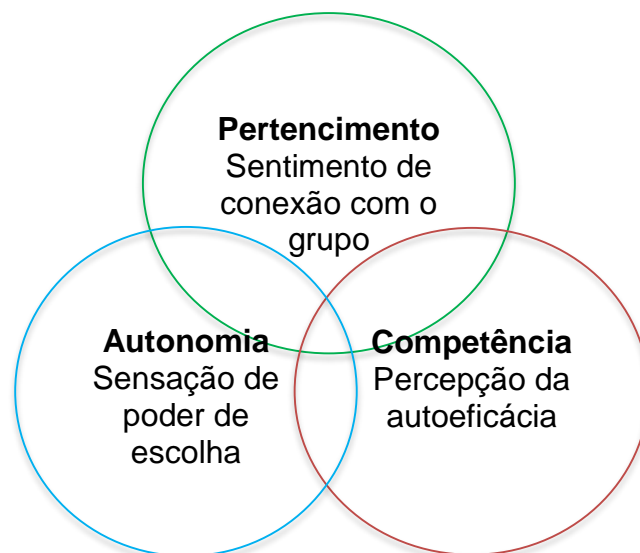 Pertencimento
Sentimento de
conexão com o
grupo
Autonomia
Sensação de
poder de
escolha
Competência
Percepção da
autoeficácia